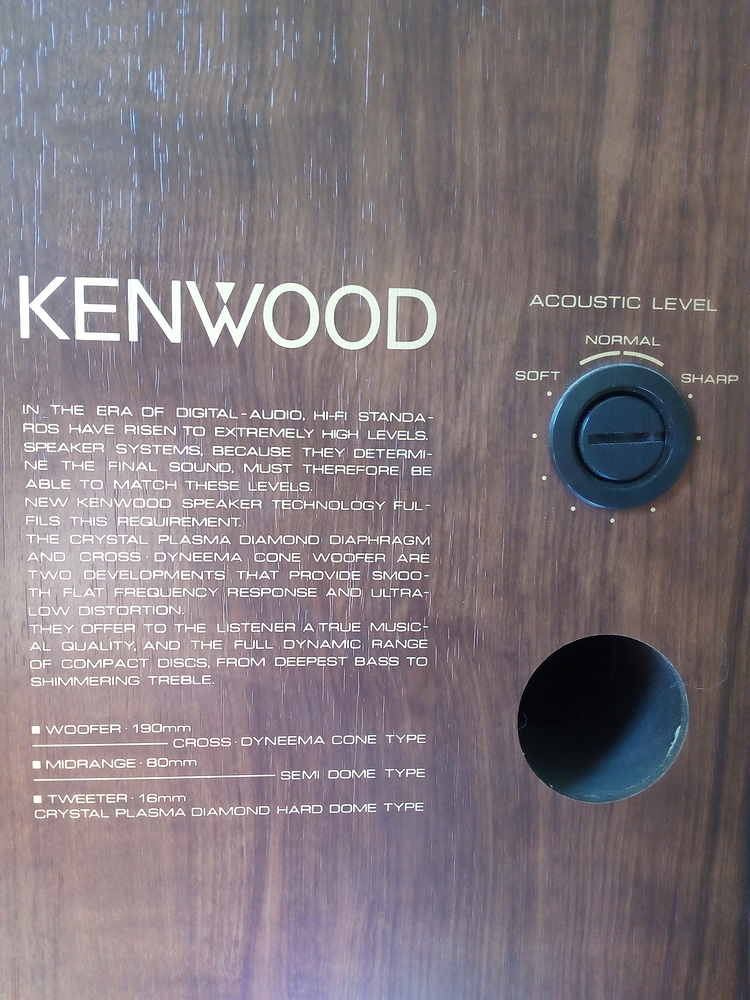 KENWOOD
IN THE ERA OF DIGITAL-AUDIO, HI-FI STANDA-
RDS HAVE RISEN TO EXTREMELY HIGH LEVELS.
SPEAKER SYSTEMS, BECAUSE THEY DETERMI-
NE THE FINAL SOUND, MUST THEREFORE BE
ABLE TO MATCH THESE LEVELS.
NEW KENWOOD SPEAKER TECHNOLOGY FUL-
FILS THIS REQUIREMENT.
THE CRYSTAL PLASMA DIAMOND DIAPHRAGM
AND CROSS·DYNEEMA CONE WOOFER ARE
TWO DEVELOPMENTS THAT PROVIDE SMOO-
TH FLAT FREQUENCY RESPONSE AND ULTRA-
LOW DISTORTION.
THEY OFFER TO THE LISTENER A TRUE MUSIC-
AL QUALITY, AND THE FULL DYNAMIC RANGE
OF COMPACT DISCS, FROM DEEPEST BASS TO
SHIMMERING TREBLE.
■ WOOFER·190mm
CROSS·DYNEEMA CONE TYPE
■ MIDRANGE·80mm
SEMI DOME TYPE
■ TWEETER·16mm
CRYSTAL PLASMA DIAMOND HARD DOME TYPE
ACOUSTIC LEVEL
NORMAL
SOFT SHARP